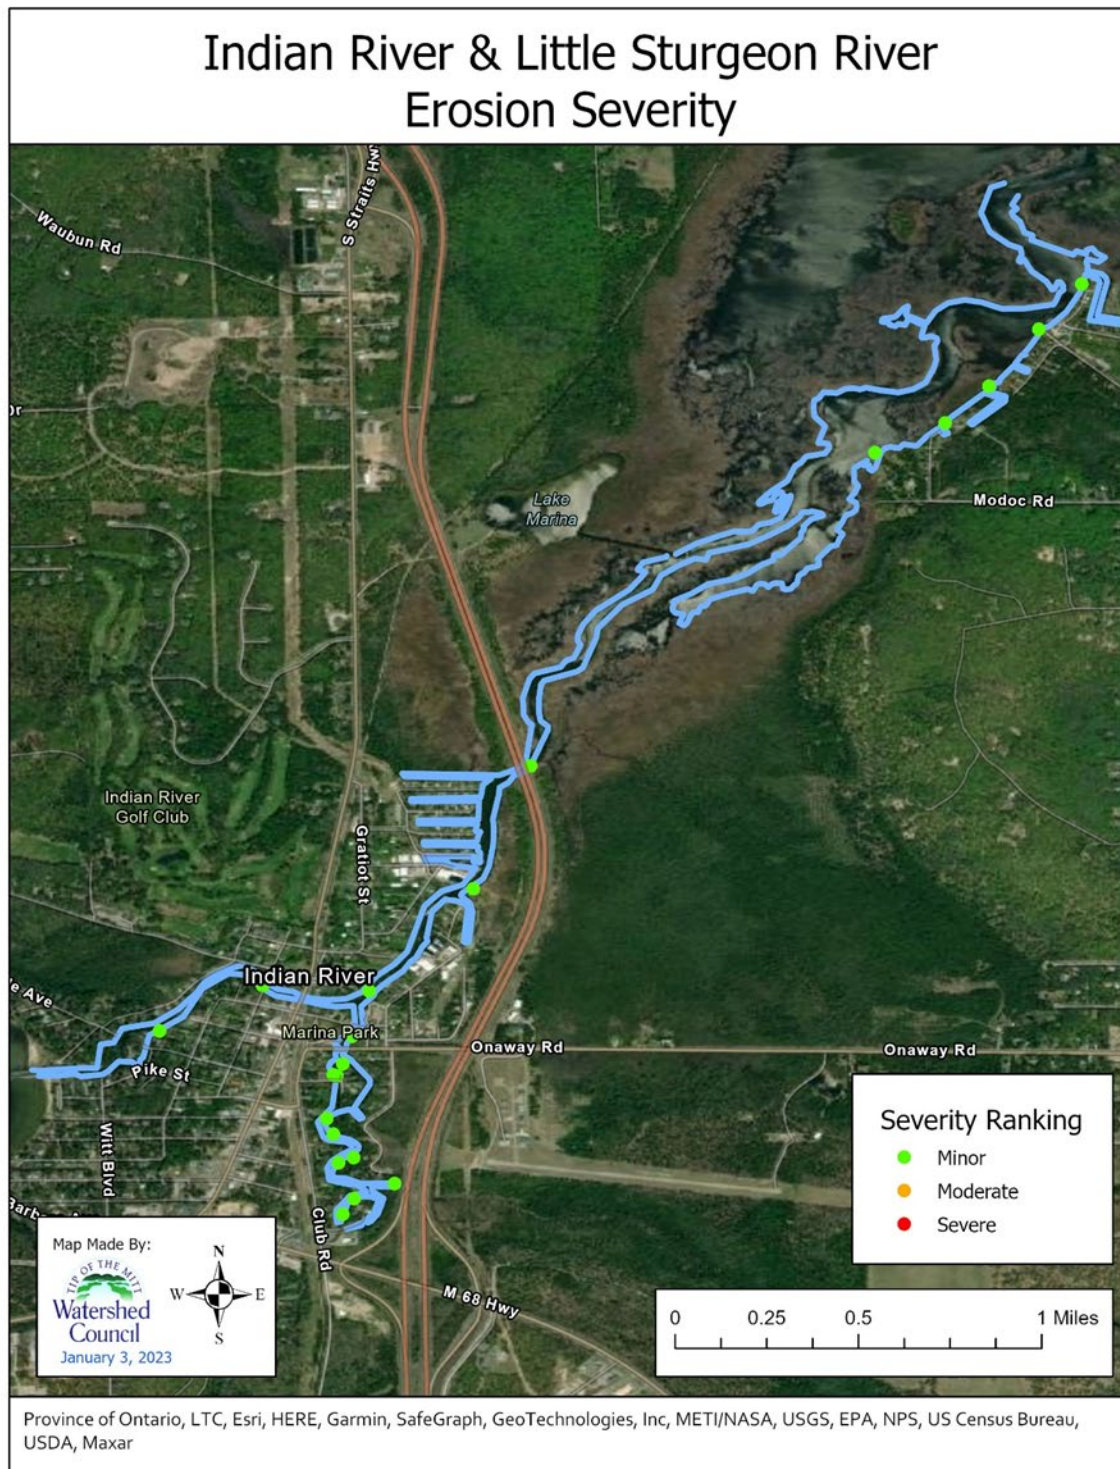 Indian River & Little Sturgeon River
Erosion Severity
Waubun Rd
S Straits Hwy
Dr
Lake
Marina
Modoc Rd
Indian River
Golf Club
Gratiot St
Indian River
le Ave
Marina Park
Onaway Rd
Onaway Rd
Pike St
Witt Blvd
Club Rd
M 68 Hwy
Severity Ranking
Minor
Moderate
Severe
Map Made By:
TIP OF THE MITT
Watershed
Council
January 3, 2023
N
W
E
S
0 0.25 0.5 1 Miles
Province of Ontario, LTC, Esri, HERE, Garmin, SafeGraph, GeoTechnologies, Inc, METI/NASA, USGS, EPA, NPS, US Census Bureau,
USDA, Maxar